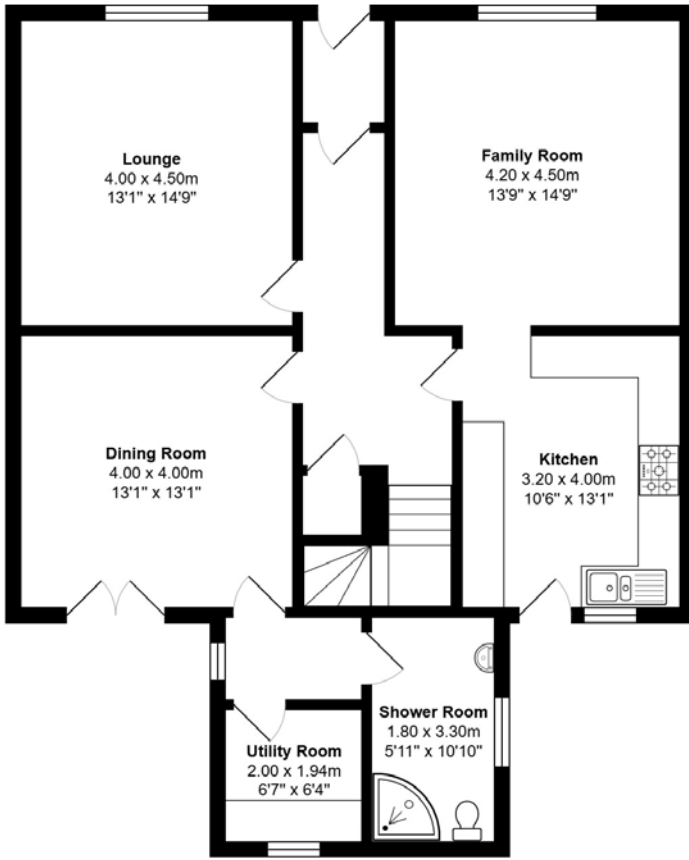 Lounge
4.00 x 4.50m
13'1" x 14'9"
Family Room
4.20 x 4.50m
13'9" x 14'9"
Dining Room
4.00 x 4.00m
13'1" x 13'1"
Kitchen
3.20 x 4.00m
10'6" x 13'1"
Shower Room
1.80 x 3.30m
5'11" x 10'10"
Utility Room
2.00 x 1.94m
6'7" x 6'4"